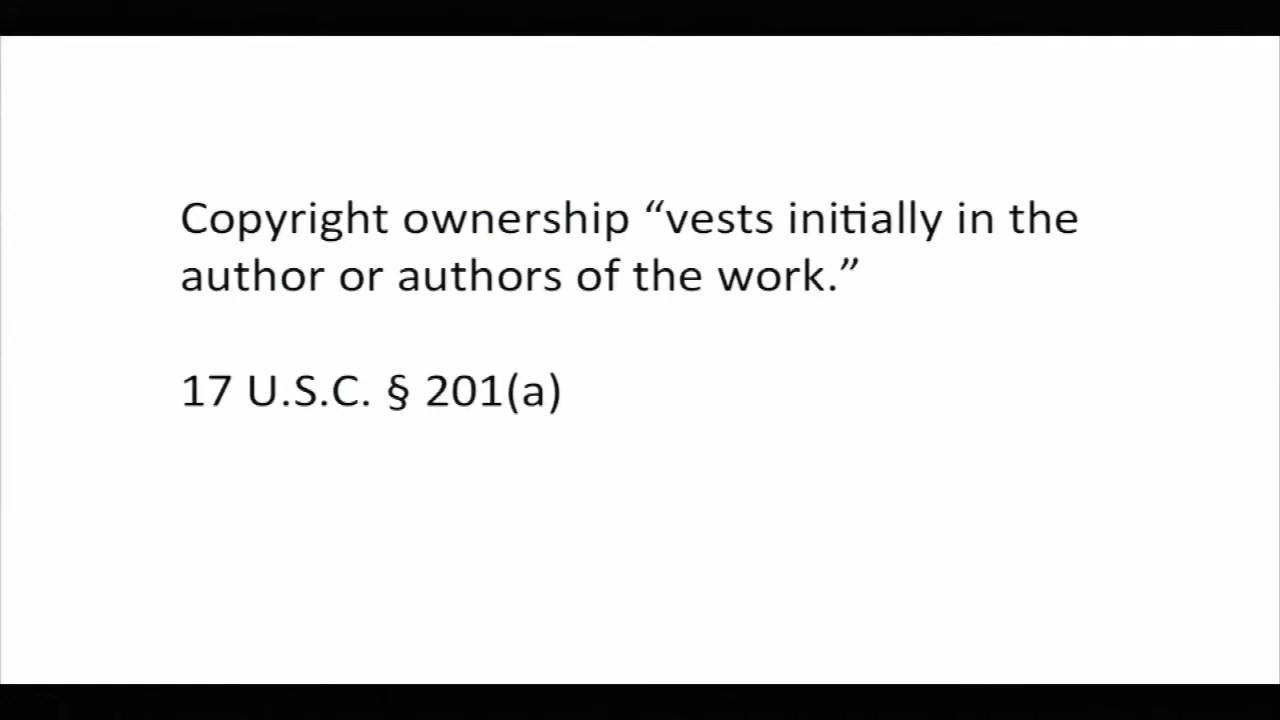 Copyright ownership “vests initially in the
author or authors of the work.”
17 U.S.C. § 201(a)